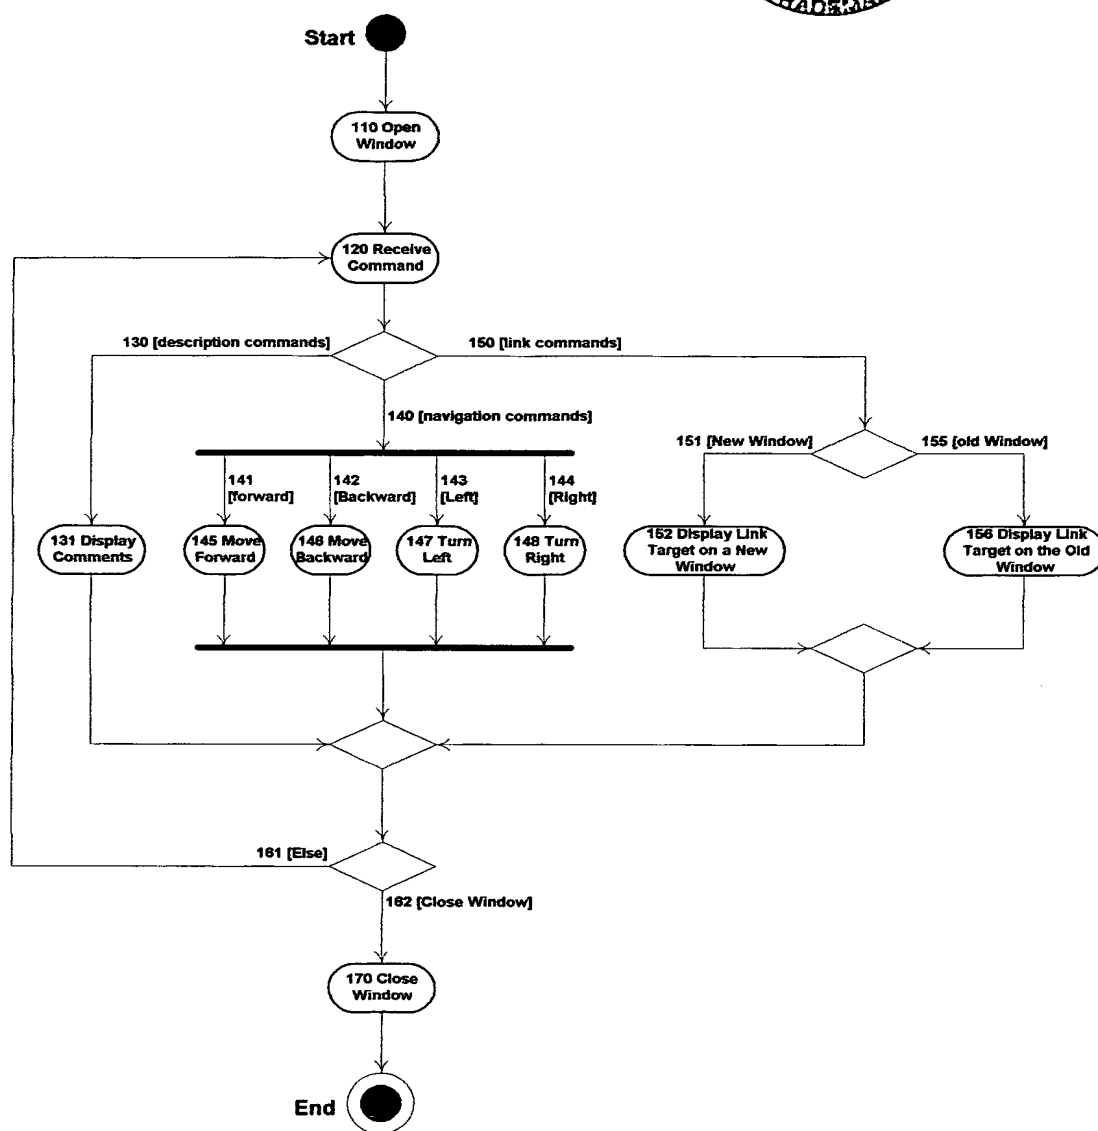 Start
110 Open
Window
120 Receive
Command
130 [description commands]
150 [link commands]
140 [navigation commands]
151 [New Window]
155 [old Window]
141
[forward]
142
[Backward]
143
[Left]
144
[Right]
131 Display
Comments
145 Move
Forward
146 Move
Backward
147 Turn
Left
148 Turn
Right
152 Display Link
Target on a New
Window
156 Display Link
Target on the Old
Window
161 [Else]
162 [Close Window]
170 Close
Window
End